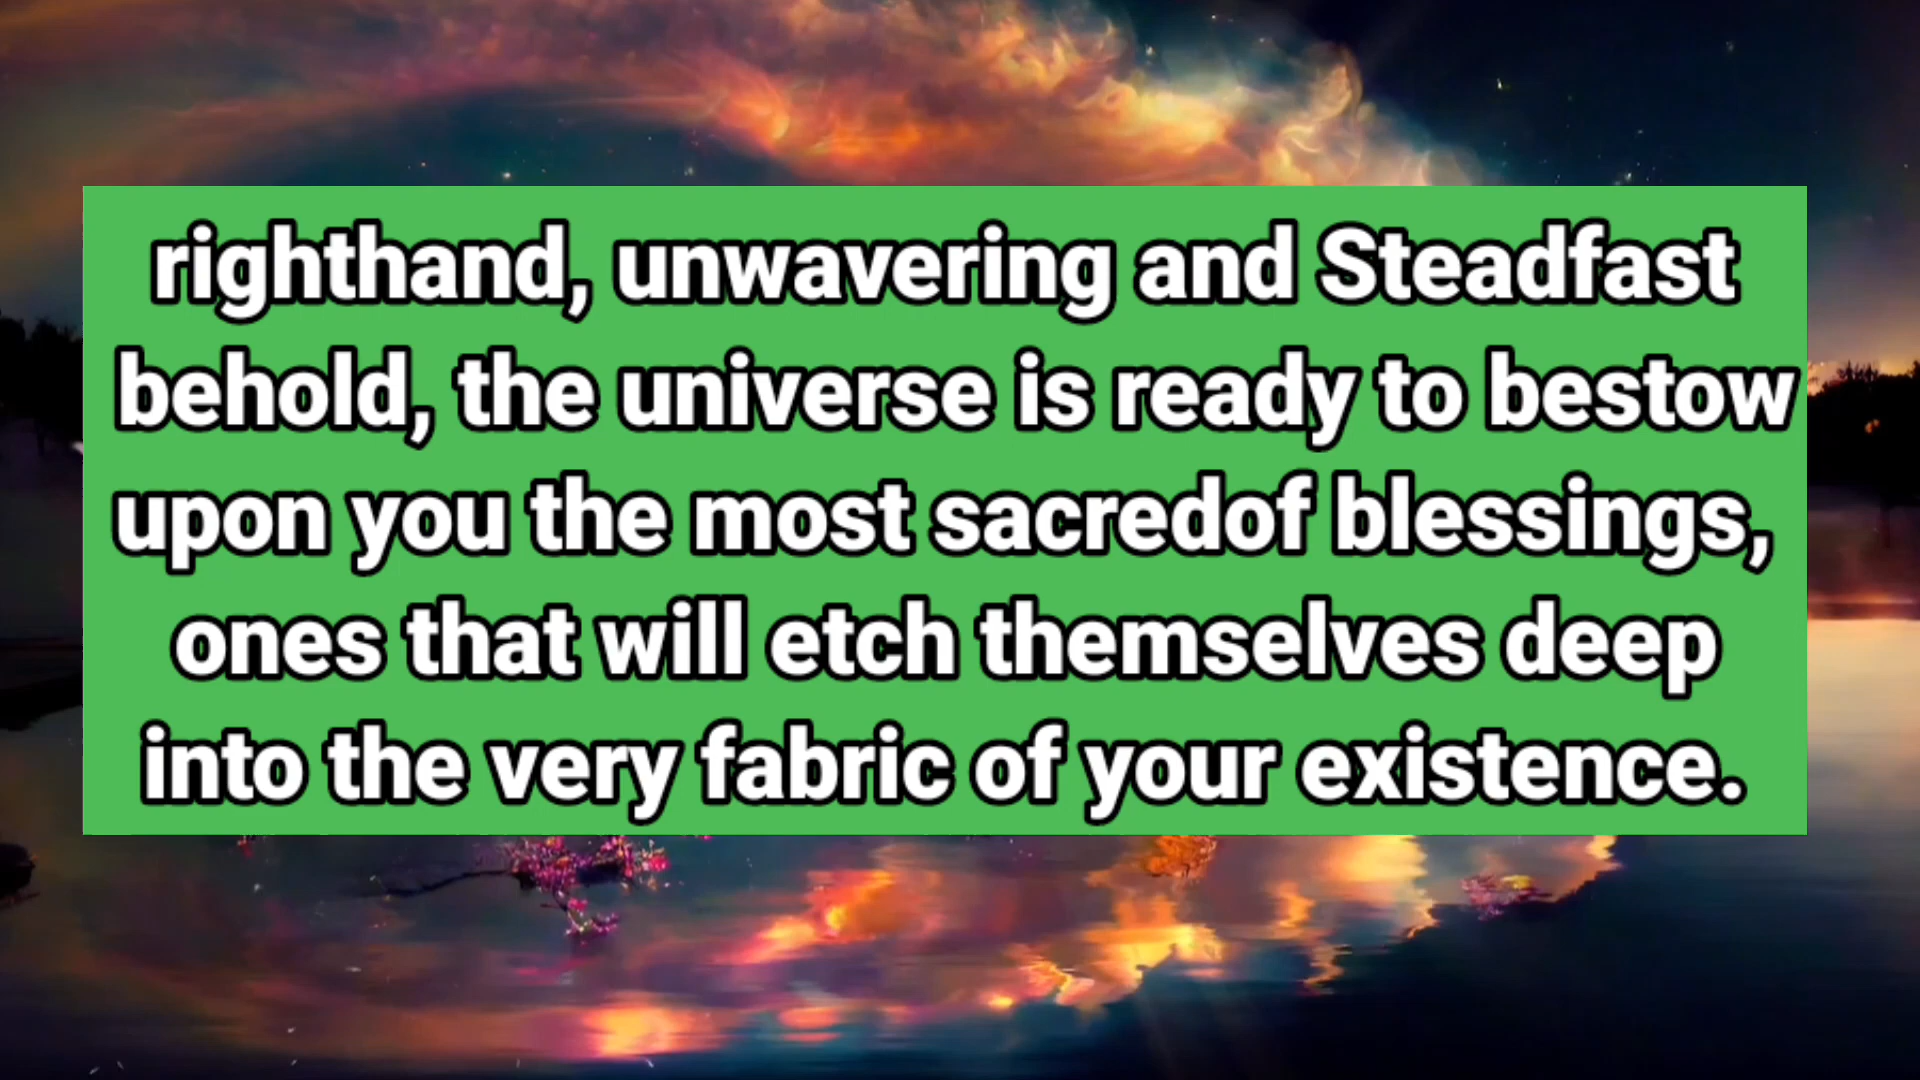 righthand, unwavering and Steadfast
behold, the universe is ready to bestow
upon you the most sacredof blessings,
ones that will etch themselves deep
into the very fabric of your existence.